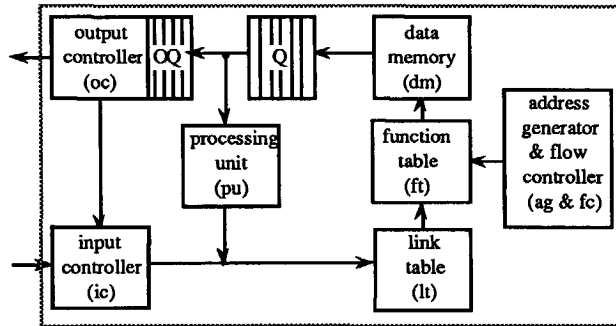 output
controller
(oc)
OQ
Q
data
memory
(dm)
processing
unit
(pu)
function
table
(ft)
address
generator
& flow
controller
(ag & fc)
input
controller
(ic)
link
table
(lt)